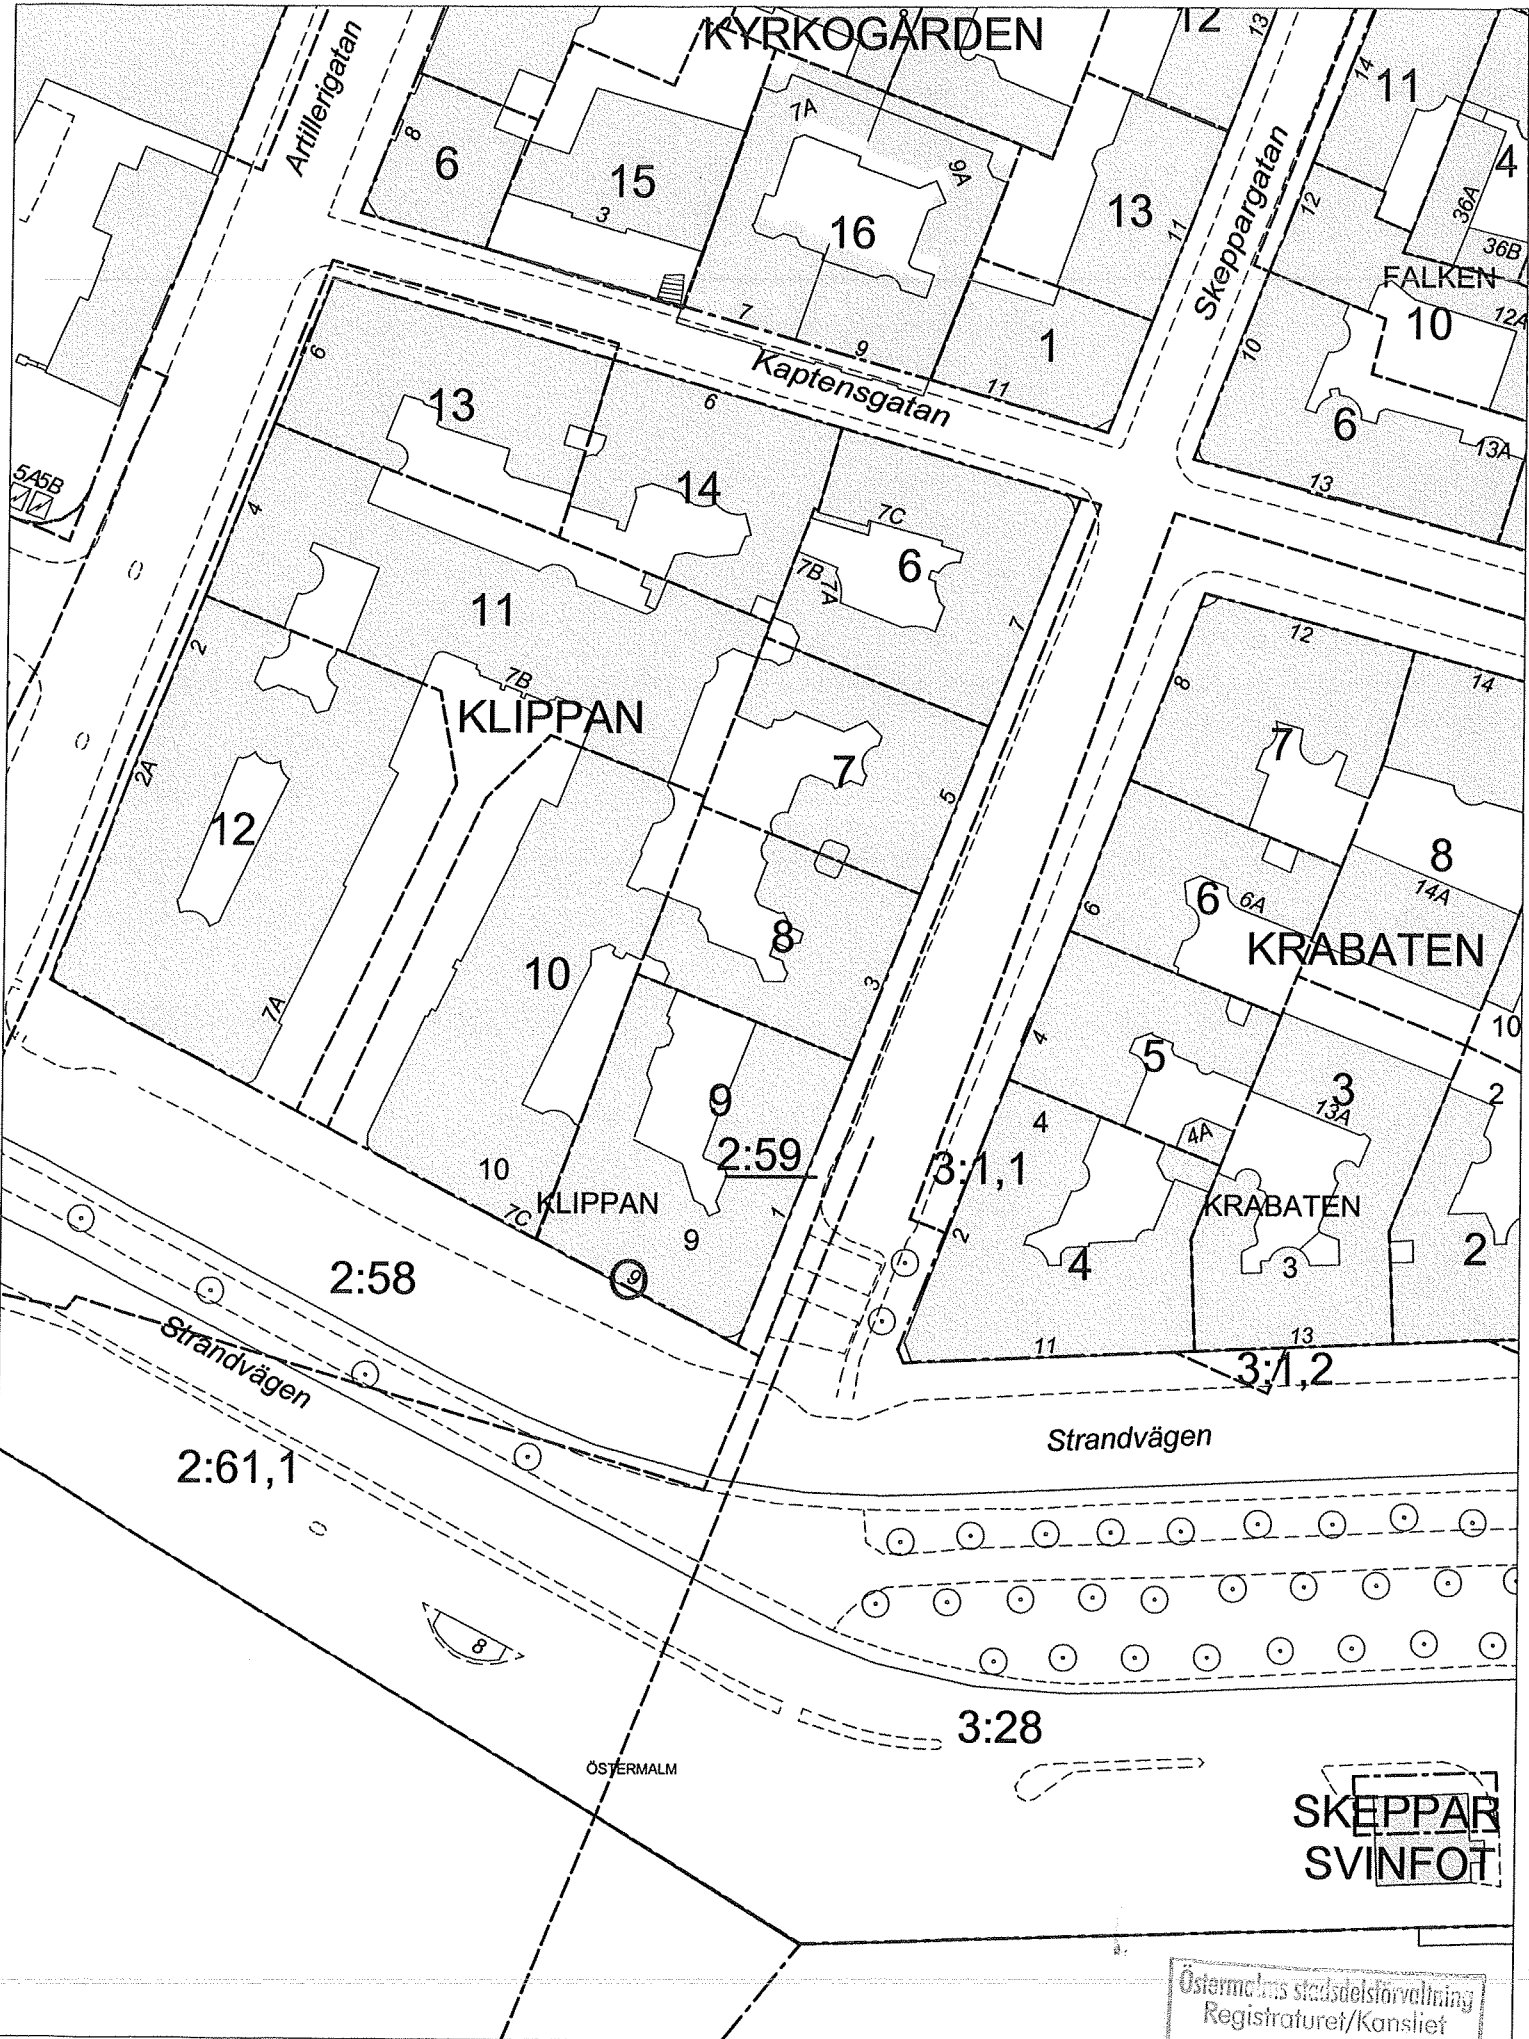 KYRKOGÅRDEN
12
13
14
11
4
Artillerigatan
8
6
15
3
7A
9A
16
13
11
Skeppargatan
12
36A
36B
FALKEN
12A
10
10
7
9
1
11
Kaptensgatan
6
13
6
14
6
13A
13
5A
5B
4
7C
7B
7A
6
7
11
2
7B
KLIPPAN
12
14
8
7
7
5
2A
12
8
14A
6
6A
6
KRABATEN
8
10
3
7A
10
4
5
3
13A
2
9
4
4A
2:59
3:1,1
10
KLIPPAN
7C
1
9
9
KRABATEN
2
4
3
2
2:58
11
13
3:1,2
Strandvägen
Strandvägen
2:61,1
8
3:28
ÖSTERMALM
SKEPPAR
SVINFOT
Östermalms stadsdelsförvaltning
Registraturet/Kansliet